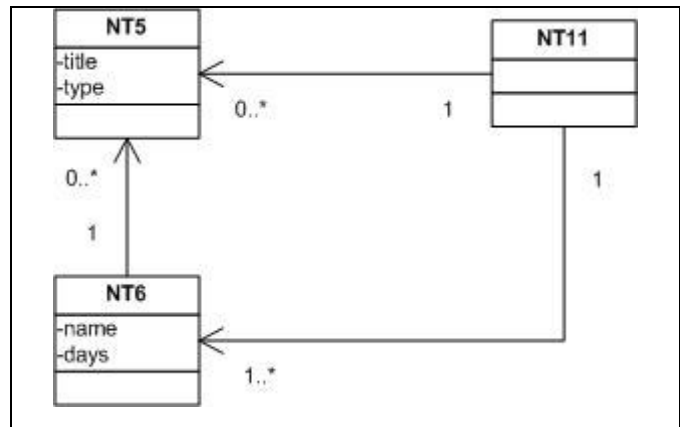 NT5
-title
-type
NT11
0..*
1
1
0..*
1
NT6
-name
-days
1..*